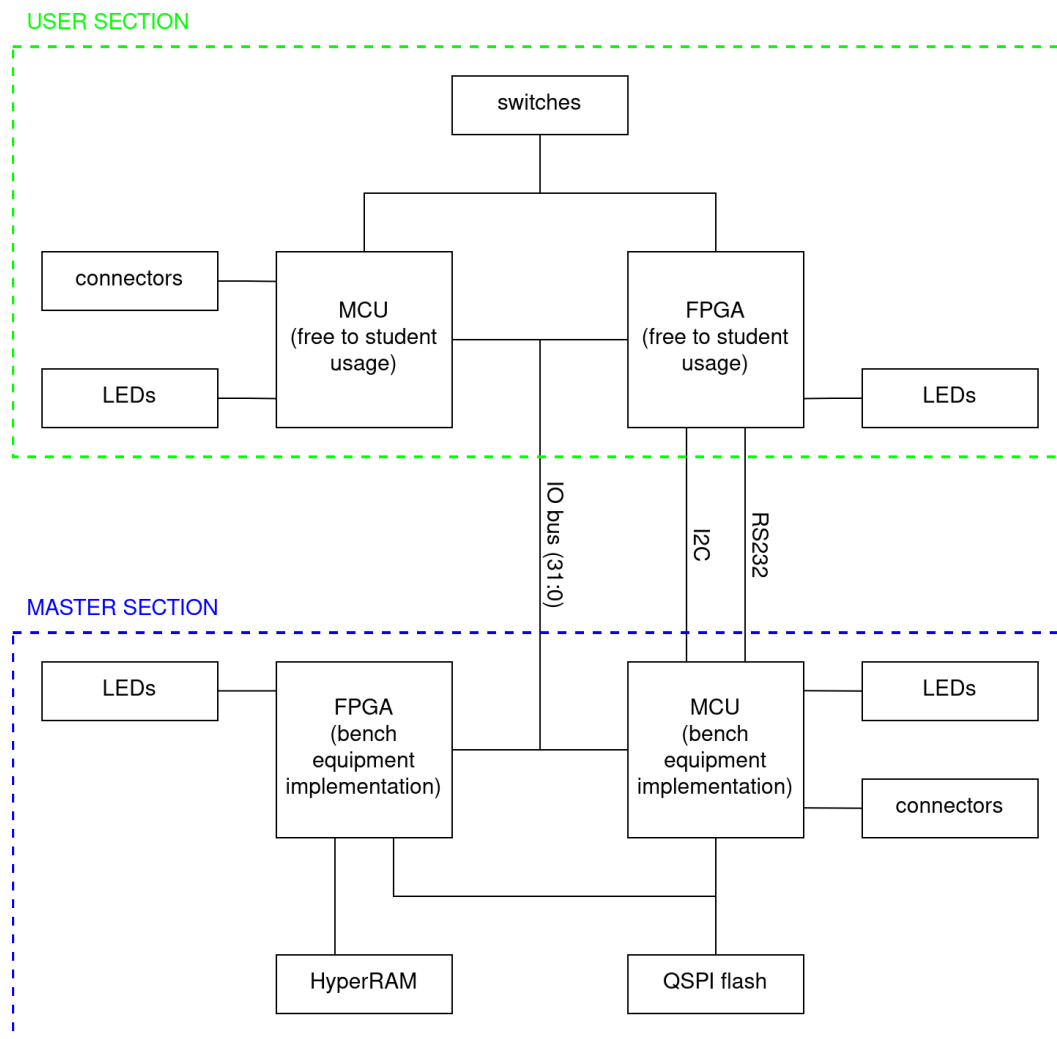 USER SECTION
switches
connectors
MCU
(free to student
usage)
FPGA
(free to student
usage)
LEDs
LEDs
IO bus (31:0)
I2C
RS232
MASTER SECTION
LEDs
FPGA
(bench
equipment
implementation)
MCU
(bench
equipment
implementation)
LEDs
connectors
HyperRAM
QSPI flash